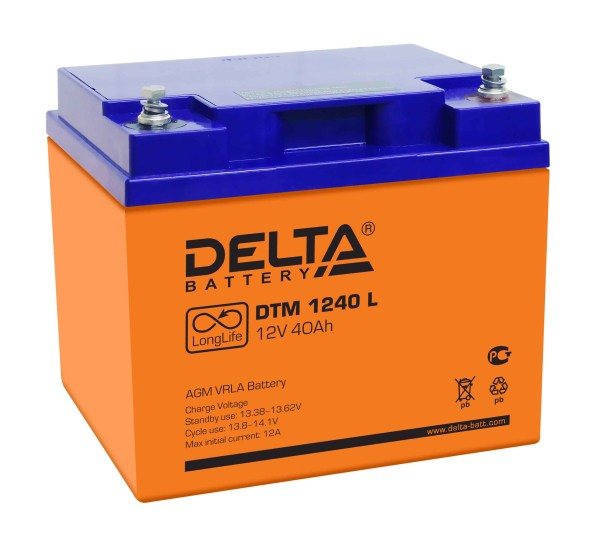 DELTA®
BATTERY
LongLife
DTM 1240 L
12V 40Ah
AGM VRLA Battery
Charge Voltage
Standby use: 13.38~13.62V
Cycle use: 13.8~14.1V
Max initial current: 12A
pb
pb
www.delta-batt.com